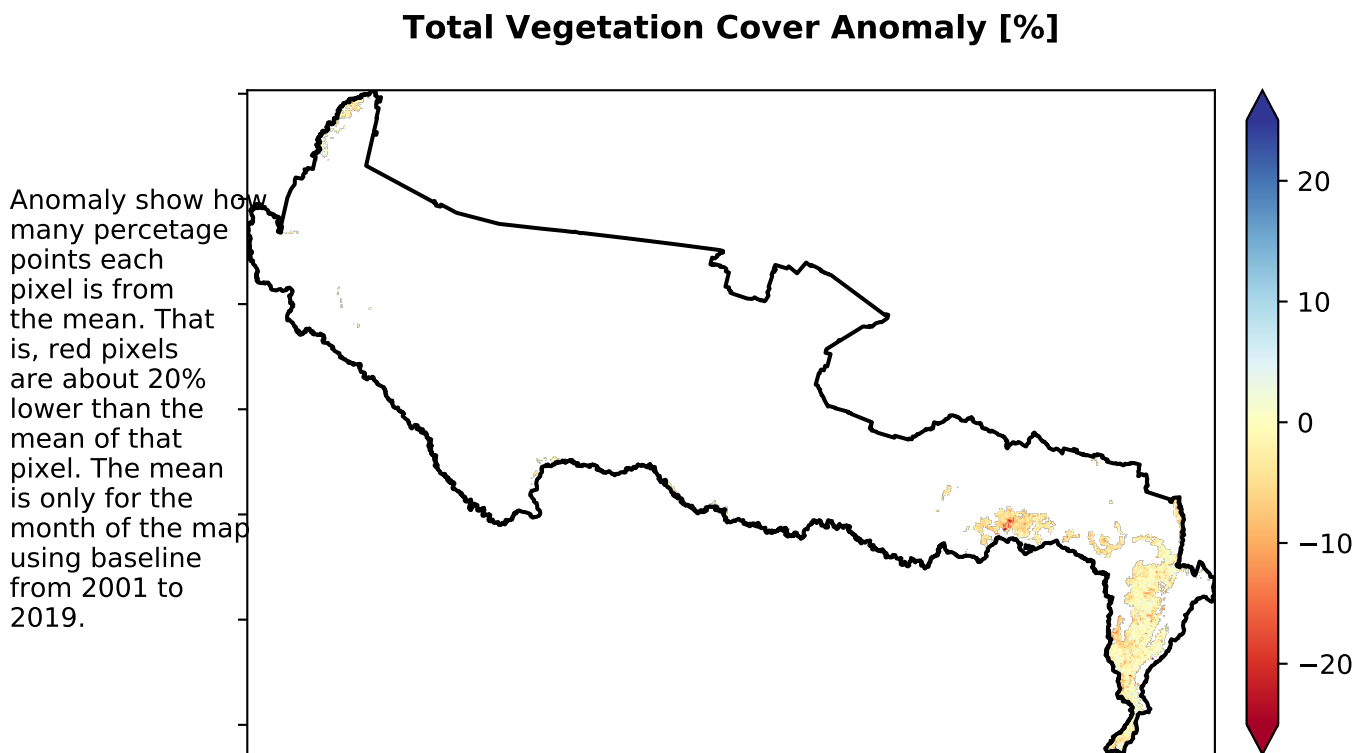 Total Vegetation Cover Anomaly [%]
Anomaly show how
many percetage
points each
pixel is from
the mean. That
is, red pixels
are about 20%
lower than the
mean of that
pixel. The mean
is only for the
month of the map
using baseline
from 2001 to
2019.
20
10
0
−10
−20